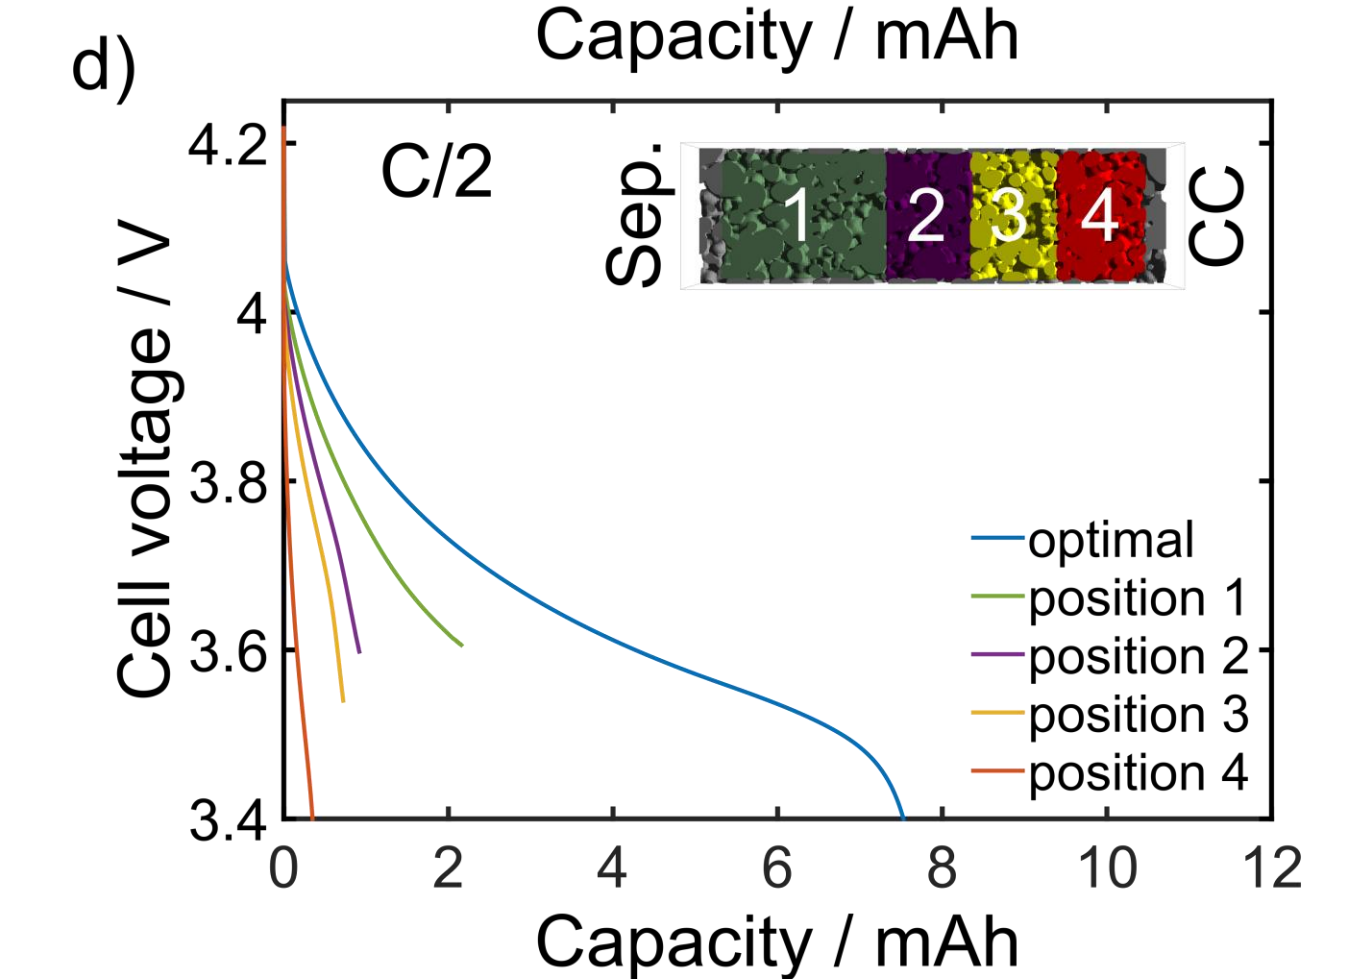 Capacity / mAh
d)
4.2
4
3.8
3.6
3.4
Cell voltage / V
C/2
Sep.
1
2
3
4
CC
optimal
position 1
position 2
position 3
position 4
0
2
4
6
8
10
12
Capacity / mAh